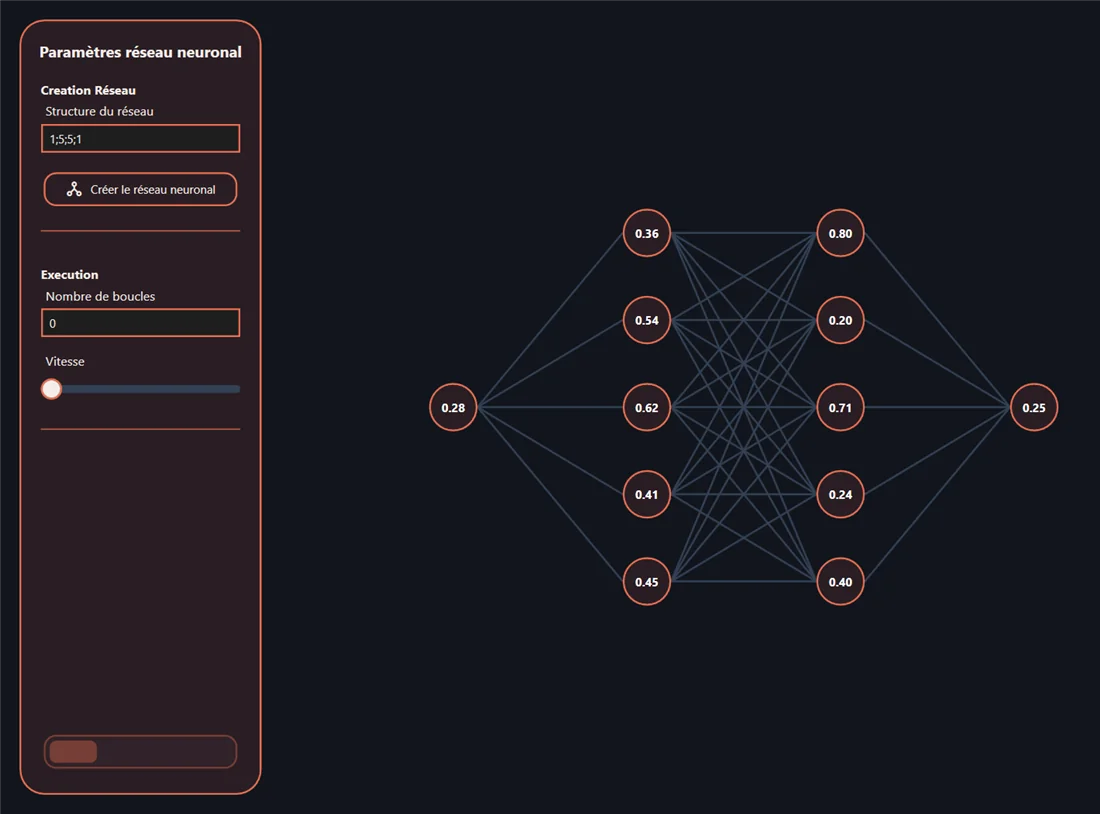 Paramètres réseau neuronal
Creation Réseau
Structure du réseau
1;5;5;1
Créer le réseau neuronal
Execution
Nombre de boucles
0
Vitesse
0.28
0.36
0.54
0.62
0.41
0.45
0.80
0.20
0.71
0.24
0.40
0.25